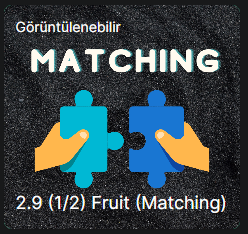 Görüntülenebilir
MATCHING
2.9 (1/2) Fruit (Matching)